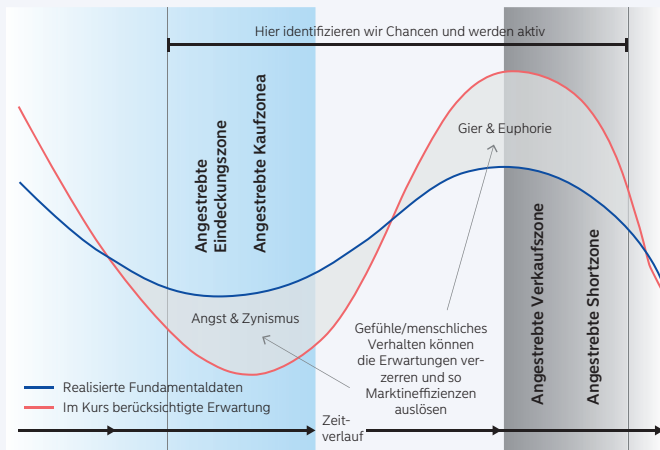 Hier identifizieren wir Chancen und werden aktiv
Angestrebte
Eindeckungszone
Angestrebte Kaufzonea
Gier & Euphorie
Angestrebte Verkaufszone
Angestrebte Shortzone
Angst & Zynismus
Gefühle/menschliches
Verhalten können
die Erwartungen ver-
zerren und so
Marktineffizienzen
auslösen
Realisierte Fundamentaldaten
Im Kurs berücksichtigte Erwartung
Zeit-
verlauf